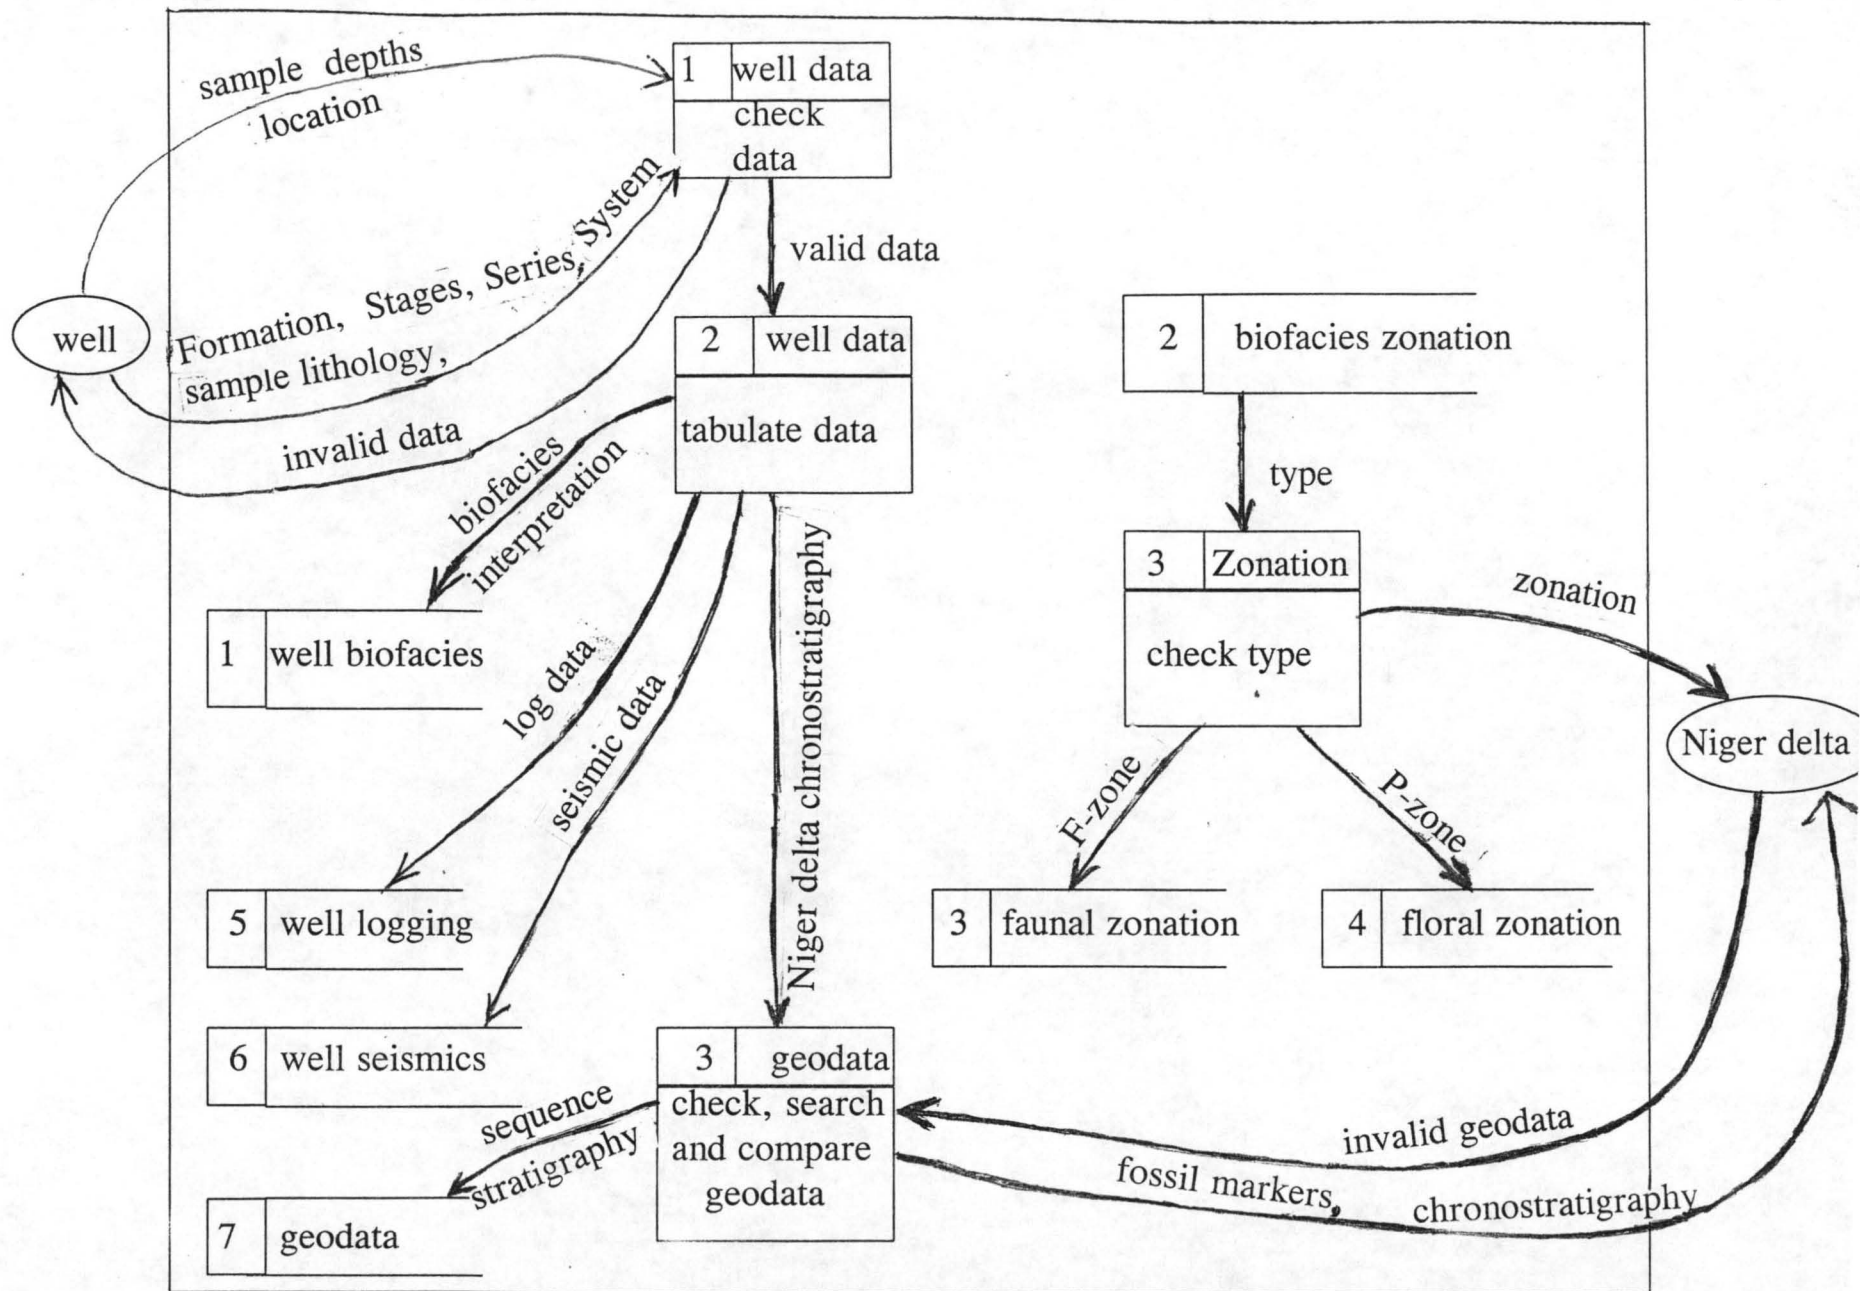 sample depths
location
1 well data
check
data
Formation, Stages, Series, System
sample lithology,
well
invalid data
valid data
2 well data
tabulate data
biofacies
interpretation
1 well biofacies
log data
seismic data
Niger delta chronostratigraphy
5 well logging
6 well seismics
3 geodata
check, search
and compare
geodata
sequence
stratigraphy
7 geodata
2 biofacies zonation
type
3 Zonation
check type
zonation
Niger delta
F-zone
P-zone
3 faunal zonation
4 floral zonation
invalid geodata
fossil markers, chronostratigraphy